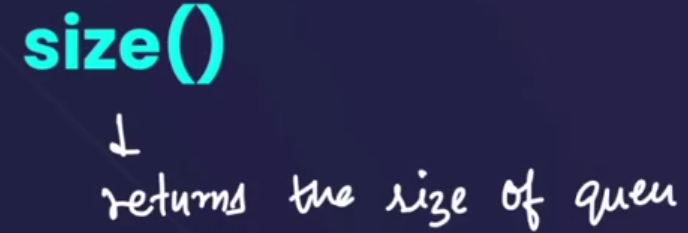 size()
↓
returns the size of queu